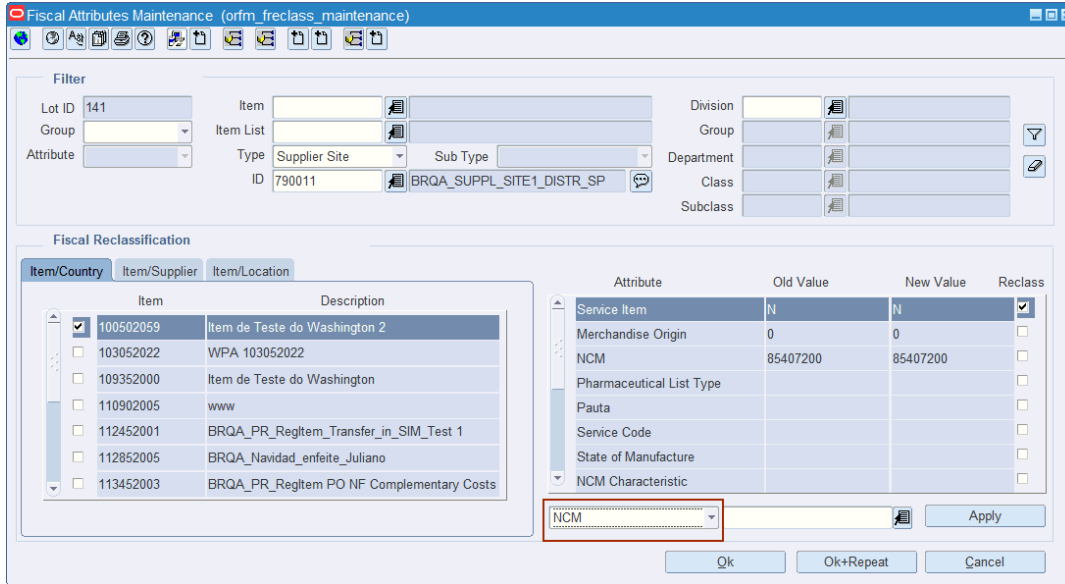 Fiscal Attributes Maintenance (orfm_freclass_maintenance)
Filter
Lot ID 141 Item Division
Group Item List Group
Attribute Type Supplier Site Sub Type Department
ID 790011 BRQA_SUPPL_SITE1_DISTR_SP Class
Subclass
Fiscal Reclassification
Item/Country Item/Supplier Item/Location
Item Description
100502059 Item de Teste do Washington 2
103052022 WPA 103052022
109352000 Item de Teste do Washington
110902005 www
112452001 BRQA_PR_RegItem_Transfer_in_SIM_Test 1
112852005 BRQA_Navidad_enfeite_Juliano
113452003 BRQA_PR_RegItem PO NF Complementary Costs
Attribute Old Value New Value Reclass
Service Item N N
Merchandise Origin 0 0
NCM 85407200 85407200
Pharmaceutical List Type
Pauta
Service Code
State of Manufacture
NCM Characteristic
NCM Apply
Ok Ok+Repeat Cancel